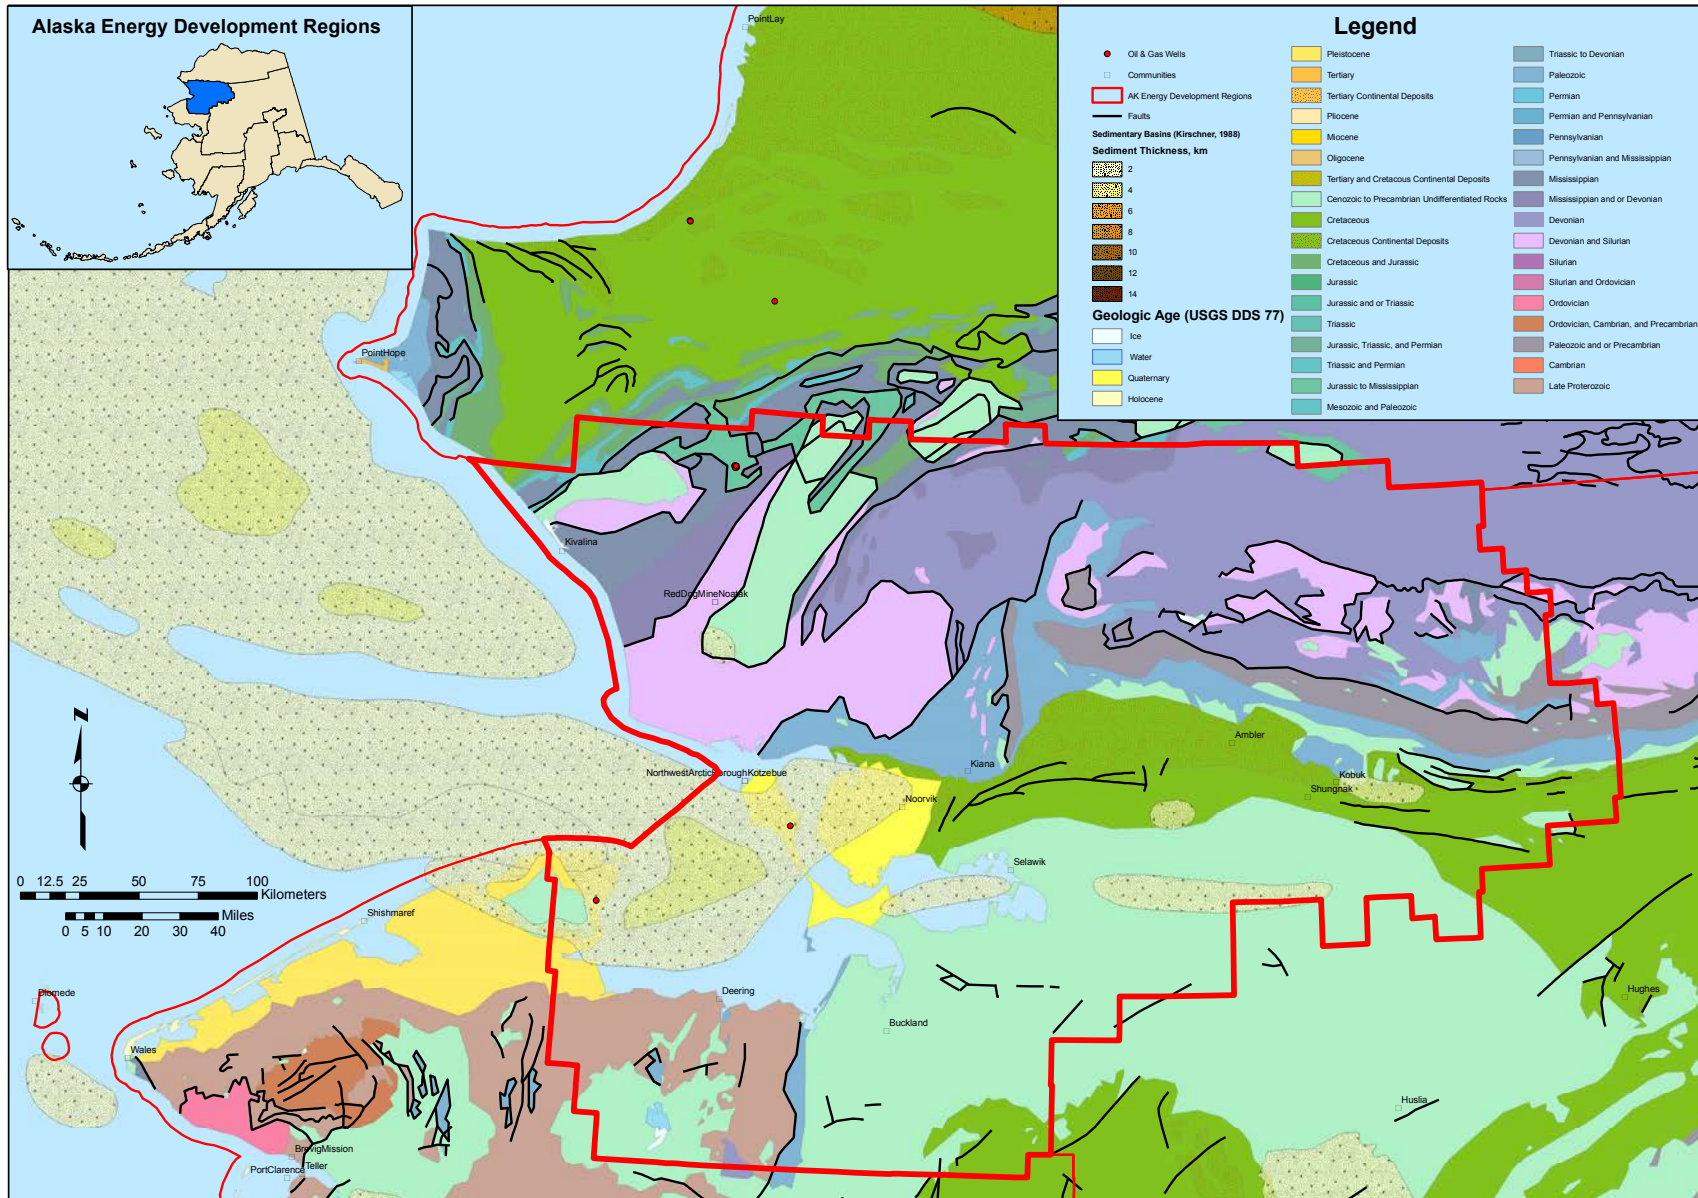 Alaska Energy Development Regions
Legend
Oil & Gas Wells
Communities
AK Energy Development Regions
Faults
Sedimentary Basins (Kirschner, 1988)
Sediment Thickness, km
2
4
6
8
10
12
14
Geologic Age (USGS DDS 77)
Ice
Water
Quaternary
Holocene
Pleistocene
Tertiary
Tertiary Continental Deposits
Pliocene
Miocene
Oligocene
Tertiary and Cretacous Continental Deposits
Cenozoic to Precambrian Undifferentiated Rocks
Cretaceous
Cretaceous Continental Deposits
Cretaceous and Jurassic
Jurassic
Jurassic and or Triassic
Triassic
Jurassic, Triassic, and Permian
Triassic and Permian
Jurassic to Mississippian
Mesozoic and Paleozoic
Triassic to Devonian
Paleozoic
Permian
Permian and Pennsylvanian
Pennsylvanian
Pennsylvanian and Mississippian
Mississippian
Mississippian and or Devonian
Devonian
Devonian and Silurian
Silurian
Silurian and Ordovician
Ordovician
Ordovician, Cambrian, and Precambrian
Paleozoic and or Precambrian
Cambrian
Late Proterozoic
PointLay
PointHope
Kivalina
RedDogMineNoatak
NorthwestArcticBoroughKotzebue
Kiana
Ambler
Kobuk
Shungnak
Noorvik
Selawik
Shishmaref
Diomede
Wales
Deering
Buckland
Hughes
Huslia
BrevigMission
Teller
PortClarence
N
0 12.5 25 50 75 100
Kilometers
Miles
0 5 10 20 30 40